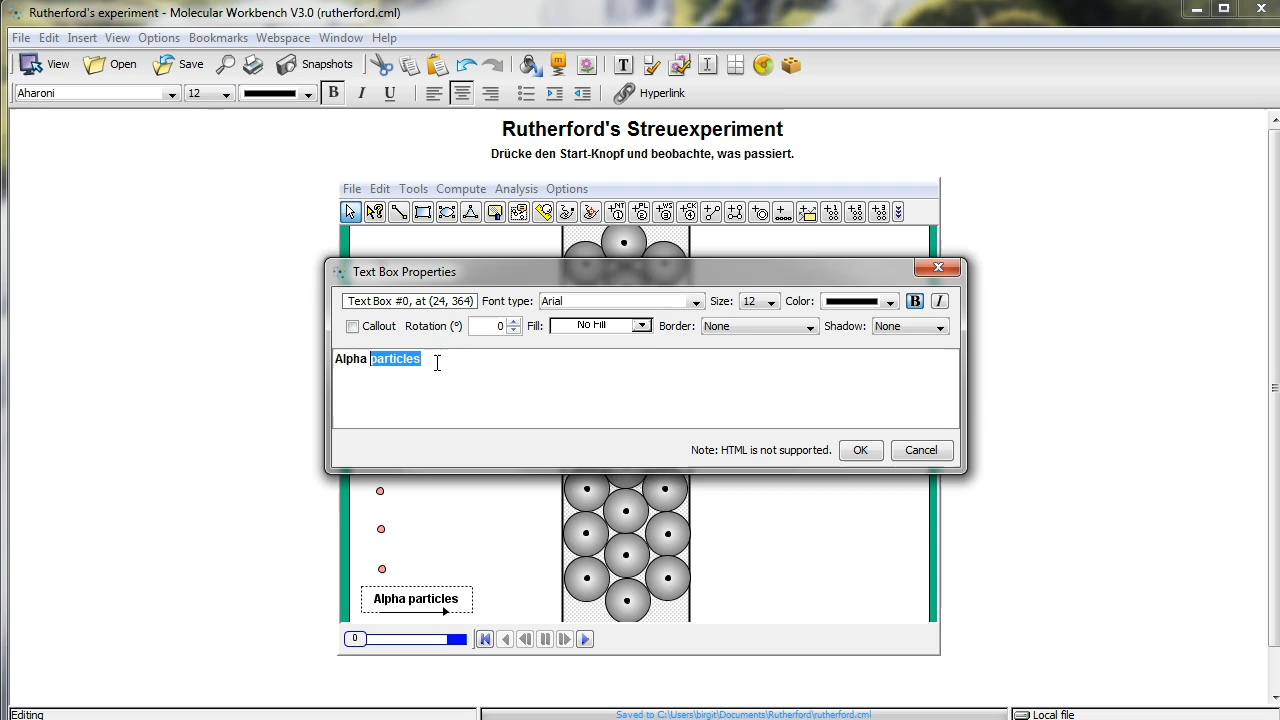 Rutherford's experiment - Molecular Workbench V3.0 (rutherford.cml)
File Edit Insert View Options Bookmarks Webspace Window Help
View Open Save Snapshots
Aharoni 12 B I U Hyperlink
Rutherford's Streuexperiment
Drücke den Start-Knopf und beobachte, was passiert.
File Edit Tools Compute Analysis Options
Text Box Properties
Text Box #0, at (24, 364) Font type: Arial Size: 12 Color: B I
Callout Rotation (°) 0 Fill: No Fill Border: None Shadow: None
Alpha particles
Note: HTML is not supported. OK Cancel
Alpha particles
0
Editing Saved to C:\Users\birgit\Documents\Rutherford\rutherford.cml Local file